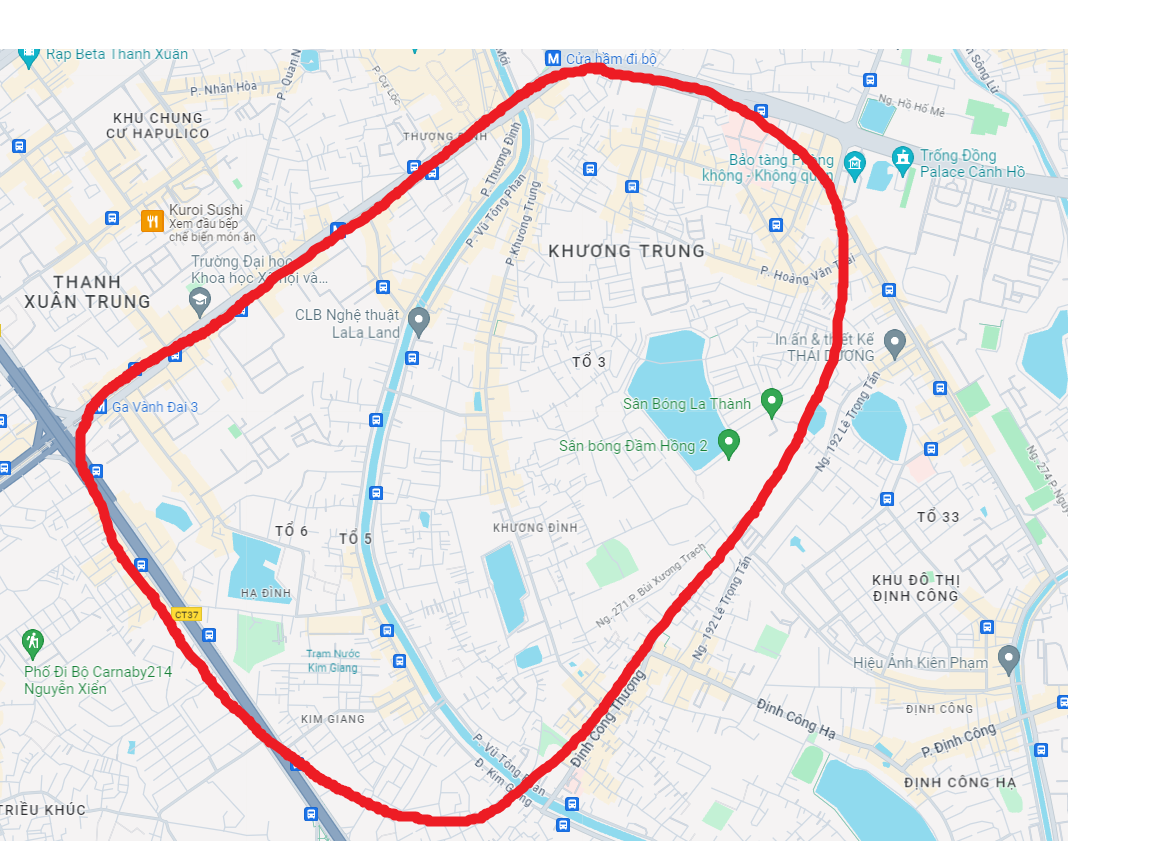 Rạp Beta Thanh Xuân
Cửa hầm đi bộ
P. Nhân Hòa
P. Cự Lộc
Ng. Hồ Hố Mẻ
KHU CHUNG
CƯ HAPULICO
P. Thượng Đình
Bảo tàng Phòng
không - Không quân
Trống Đồng
Palace Cảnh Hồ
Kuroi Sushi
Xem đầu bếp
chế biến món ăn
P. Vũ Tông Phan
P. Khương Trung
KHƯƠNG TRUNG
P. Hoàng Văn Thái
Trường Đại học
Khoa học Xã hội và...
THANH
XUÂN TRUNG
CLB Nghệ thuật
LaLa Land
In ấn & thiết Kế
THÁI DƯƠNG
TỔ 3
Ga Vành Đai 3
Sân Bóng La Thành
Sân bóng Đầm Hồng 2
Ng. 192 Lê Trọng Tấn
KHƯƠNG ĐÌNH
TỔ 6
TỔ 5
TỔ 33
Ng. 271 P. Bùi Xương Trạch
Ng. 192 Lê Trọng Tấn
KHU ĐÔ THỊ
ĐỊNH CÔNG
HẠ ĐÌNH
CT37
Trạm Nước
Kim Giang
Phố Đi Bộ Carnaby214
Nguyễn Xiển
Hiệu Ảnh Kiên Phạm
KIM GIANG
Định Công Thượng
Định Công Hạ
ĐỊNH CÔNG
P. Định Công
P. Vũ Tông Phan
Đ. Kim Giang
ĐỊNH CÔNG HẠ
TRIỀU KHÚC